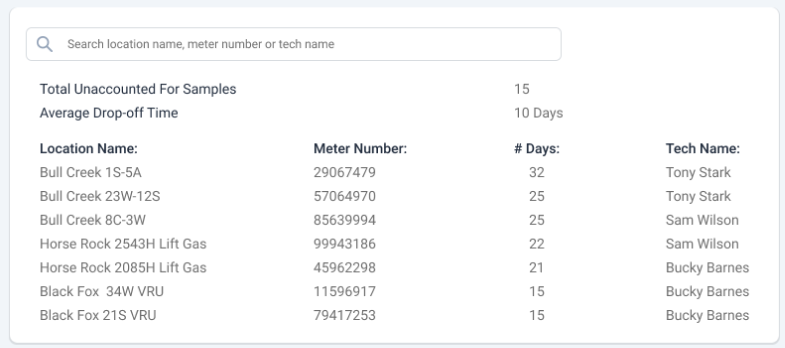 Search location name, meter number or tech name
Total Unaccounted For Samples 15
Average Drop-off Time 10 Days
Location Name: Meter Number: # Days: Tech Name:
Bull Creek 1S-5A 29067479 32 Tony Stark
Bull Creek 23W-12S 57064970 25 Tony Stark
Bull Creek 8C-3W 85639994 25 Sam Wilson
Horse Rock 2543H Lift Gas 99943186 22 Sam Wilson
Horse Rock 2085H Lift Gas 45962298 21 Bucky Barnes
Black Fox  34W VRU 11596917 15 Bucky Barnes
Black Fox 21S VRU 79417253 15 Bucky Barnes